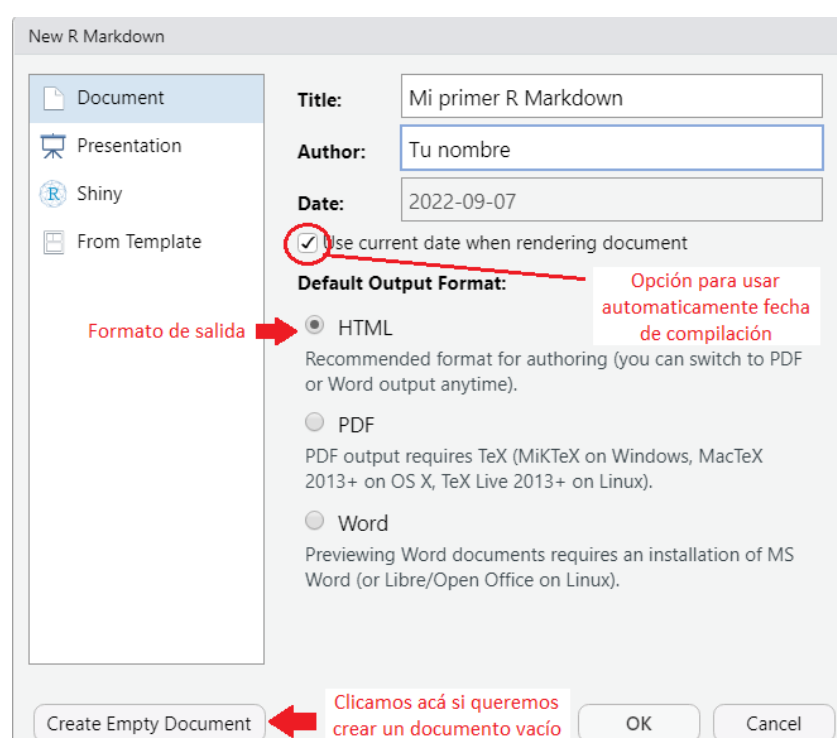 New R Markdown
Document
Presentation
Shiny
From Template
Title:
Mi primer R Markdown
Author:
Tu nombre
Date:
2022-09-07
Use current date when rendering document
Opción para usar
automaticamente fecha
de compilación
Default Output Format:
Formato de salida
HTML
Recommended format for authoring (you can switch to PDF
or Word output anytime).
PDF
PDF output requires TeX (MiKTeX on Windows, MacTeX
2013+ on OS X, TeX Live 2013+ on Linux).
Word
Previewing Word documents requires an installation of MS
Word (or Libre/Open Office on Linux).
Create Empty Document
Clicamos acá si queremos
crear un documento vacío
OK
Cancel